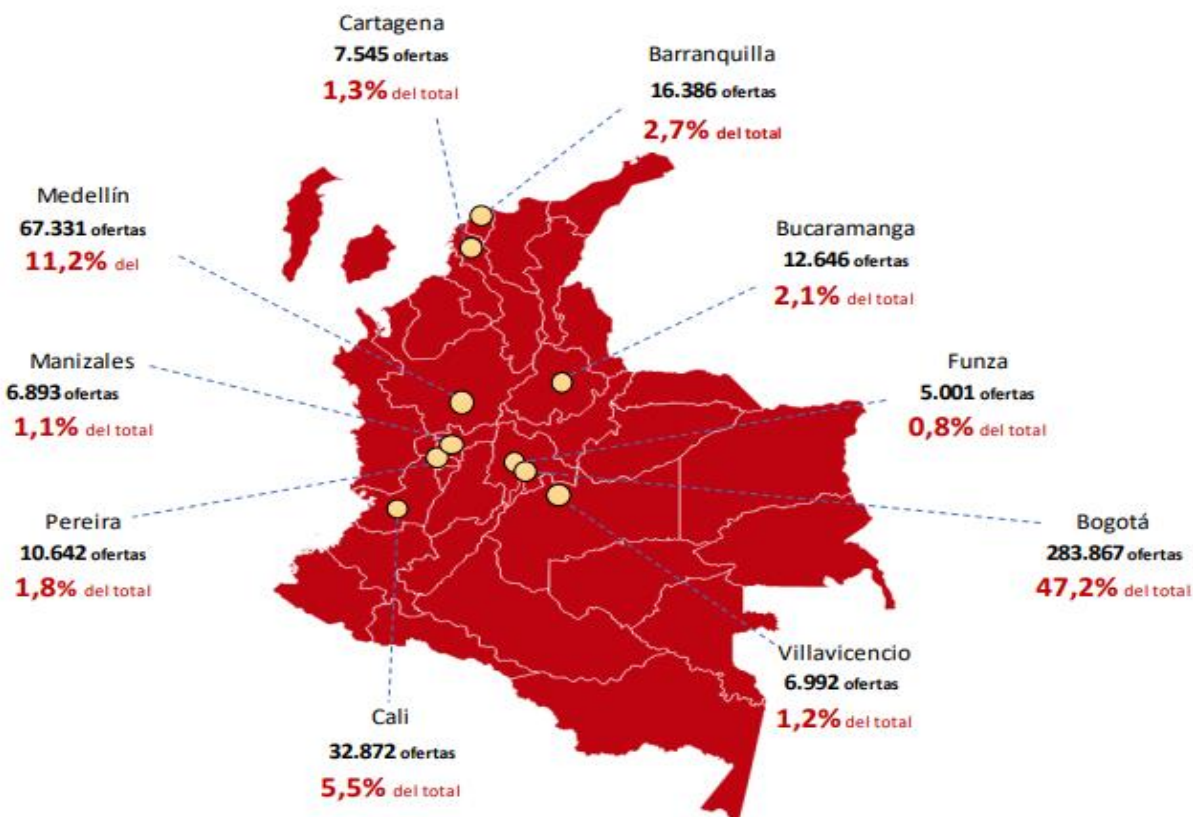 Cartagena
7.545 ofertas
1,3% del total
Barranquilla
16.386 ofertas
2,7% del total
Medellín
67.331 ofertas
11,2% del
Bucaramanga
12.646 ofertas
2,1% del total
Manizales
6.893 ofertas
1,1% del total
Funza
5.001 ofertas
0,8% del total
Pereira
10.642 ofertas
1,8% del total
Bogotá
283.867 ofertas
47,2% del total
Villavicencio
6.992 ofertas
1,2% del total
Cali
32.872 ofertas
5,5% del total